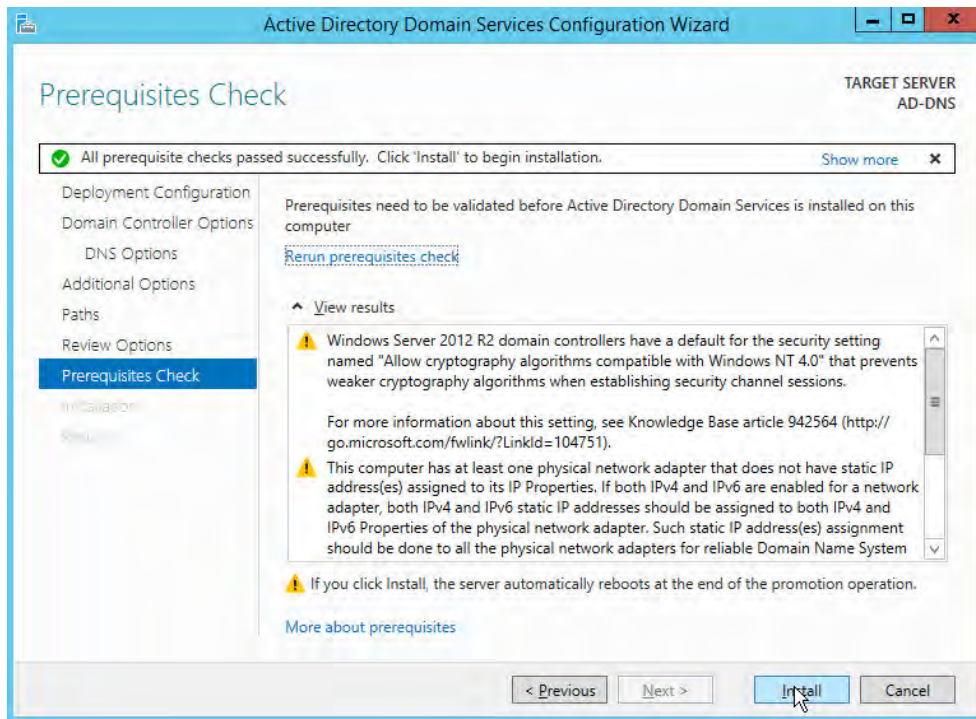 Active Directory Domain Services Configuration Wizard
Prerequisites Check
TARGET SERVER
AD-DNS
All prerequisite checks passed successfully. Click 'Install' to begin installation.
Show more
Deployment Configuration
Domain Controller Options
DNS Options
Additional Options
Paths
Review Options
Prerequisites Check
Installation
Results
Prerequisites need to be validated before Active Directory Domain Services is installed on this
computer
Rerun prerequisites check
View results
Windows Server 2012 R2 domain controllers have a default for the security setting
named "Allow cryptography algorithms compatible with Windows NT 4.0" that prevents
weaker cryptography algorithms when establishing security channel sessions.
For more information about this setting, see Knowledge Base article 942564 (http://
go.microsoft.com/fwlink/?LinkId=104751).
This computer has at least one physical network adapter that does not have static IP
address(es) assigned to its IP Properties. If both IPv4 and IPv6 are enabled for a network
adapter, both IPv4 and IPv6 static IP addresses should be assigned to both IPv4 and
IPv6 Properties of the physical network adapter. Such static IP address(es) assignment
should be done to all the physical network adapters for reliable Domain Name System
If you click Install, the server automatically reboots at the end of the promotion operation.
More about prerequisites
< Previous
Next >
Install
Cancel